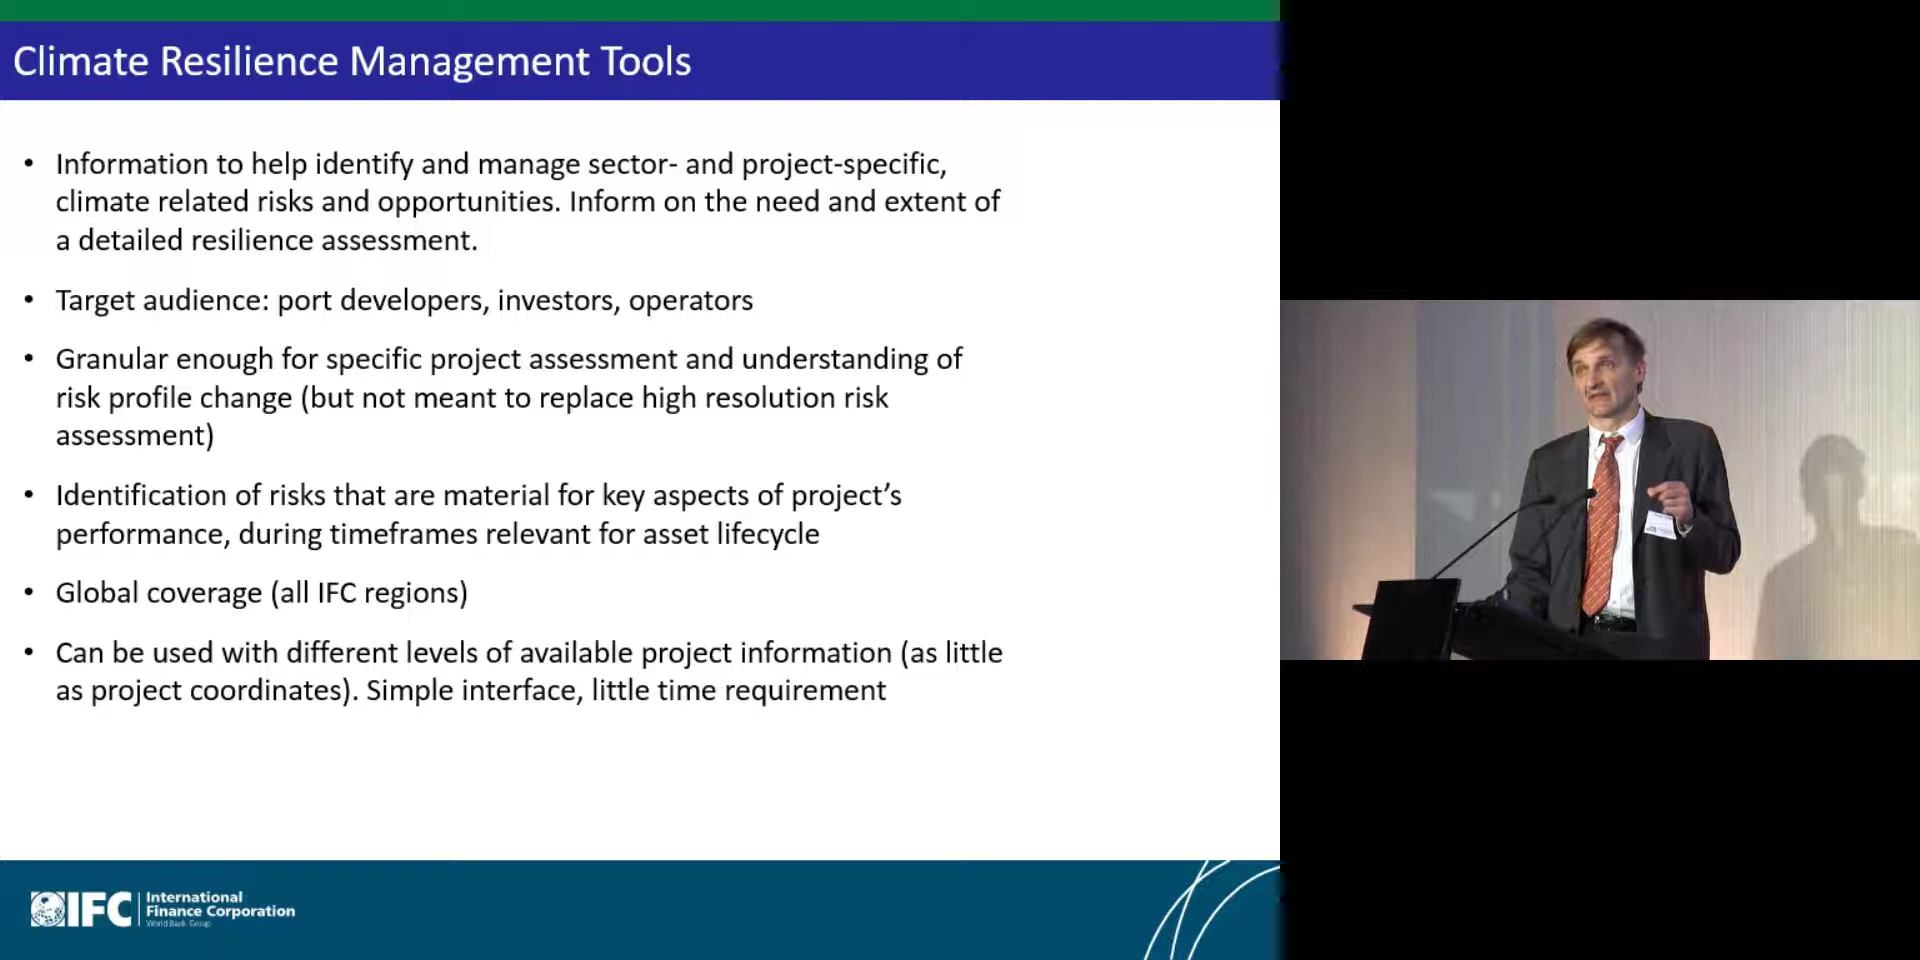 Climate Resilience Management Tools
• Information to help identify and manage sector- and project-specific,
climate related risks and opportunities. Inform on the need and extent of
a detailed resilience assessment.
• Target audience: port developers, investors, operators
• Granular enough for specific project assessment and understanding of
risk profile change (but not meant to replace high resolution risk
assessment)
• Identification of risks that are material for key aspects of project’s
performance, during timeframes relevant for asset lifecycle
• Global coverage (all IFC regions)
• Can be used with different levels of available project information (as little
as project coordinates). Simple interface, little time requirement
IFC
International
Finance Corporation
World Bank Group